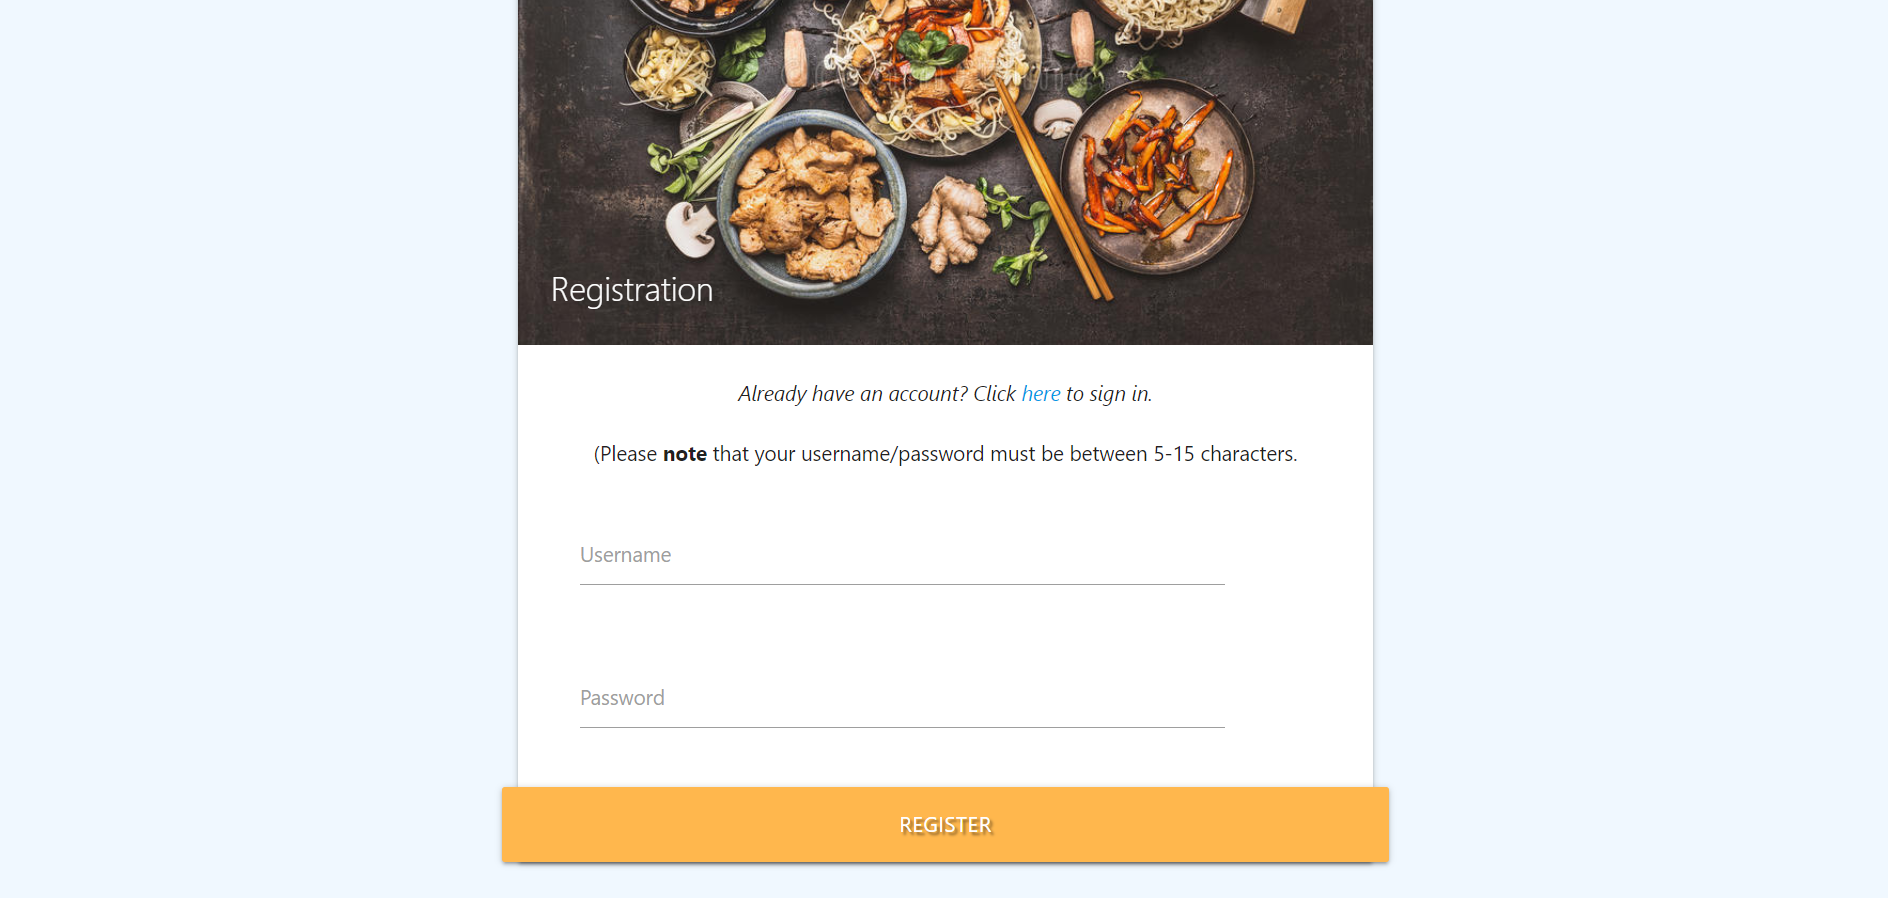 Registration
Already have an account? Click here to sign in.
(Please note that your username/password must be between 5-15 characters.
Username
Password
REGISTER